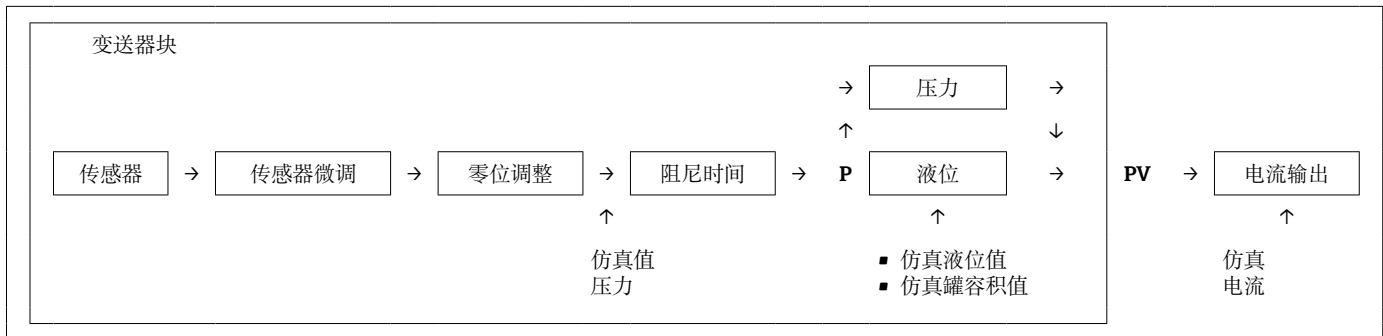 变送器块
→ 压力 →
↑ ↓
传感器 → 传感器微调 → 零位调整 → 阻尼时间 → P 液位 → PV → 电流输出
↑ ↑ ↑
仿真值 ▪ 仿真液位值 仿真
压力 ▪ 仿真罐容积值 电流